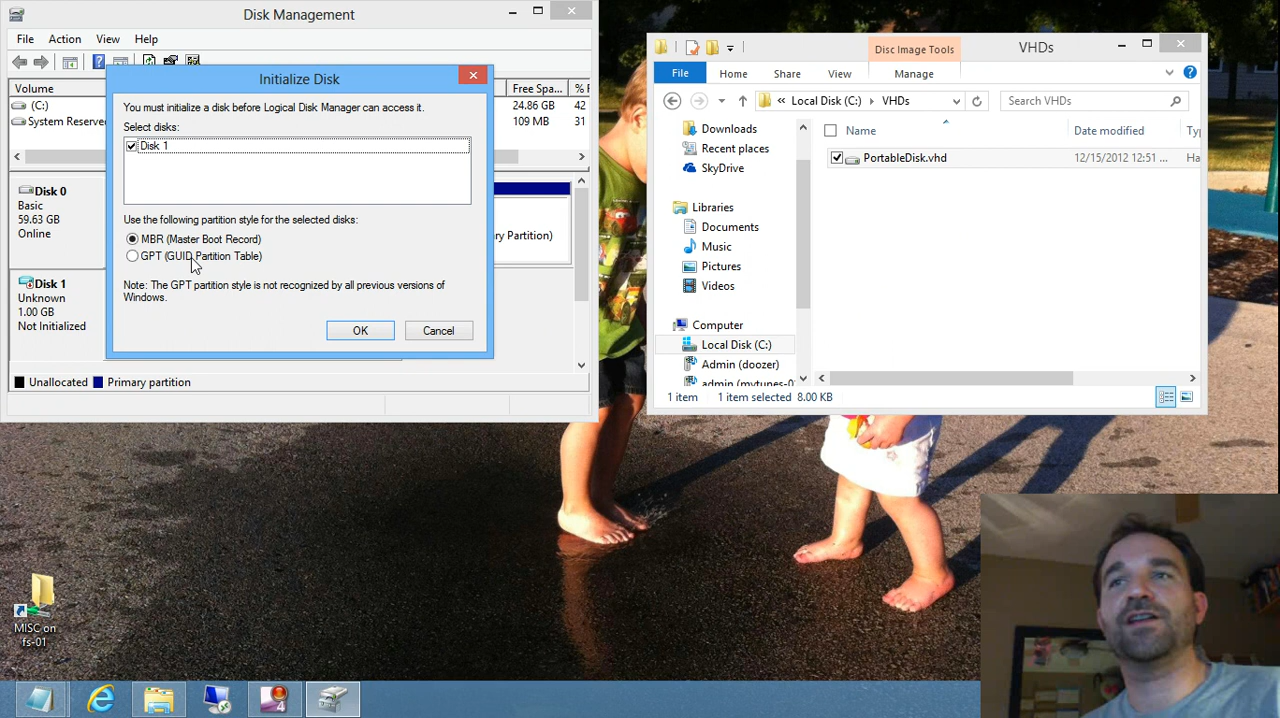 Disk Management
File Action View Help
Volume
Free Spa... % F
(C:)
24.86 GB 42
System Reserve
109 MB 31
Disk 0
Basic
59.63 GB
Online
ry Partition)
Disk 1
Unknown
1.00 GB
Not Initialized
Unallocated Primary partition
Initialize Disk
You must initialize a disk before Logical Disk Manager can access it.
Select disks:
Disk 1
Use the following partition style for the selected disks:
MBR (Master Boot Record)
GPT (GUID Partition Table)
Note: The GPT partition style is not recognized by all previous versions of
Windows.
OK Cancel
Disc Image Tools VHDs
File Home Share View Manage
« Local Disk (C:) VHDs
Search VHDs
Name Date modified Ty
PortableDisk.vhd 12/15/2012 12:51 ... Ha
Downloads
Recent places
SkyDrive
Libraries
Documents
Music
Pictures
Videos
Computer
Local Disk (C:)
Admin (doozer)
admin (mytunes-0
1 item 1 item selected 8.00 KB
MISC on
fs-01
4